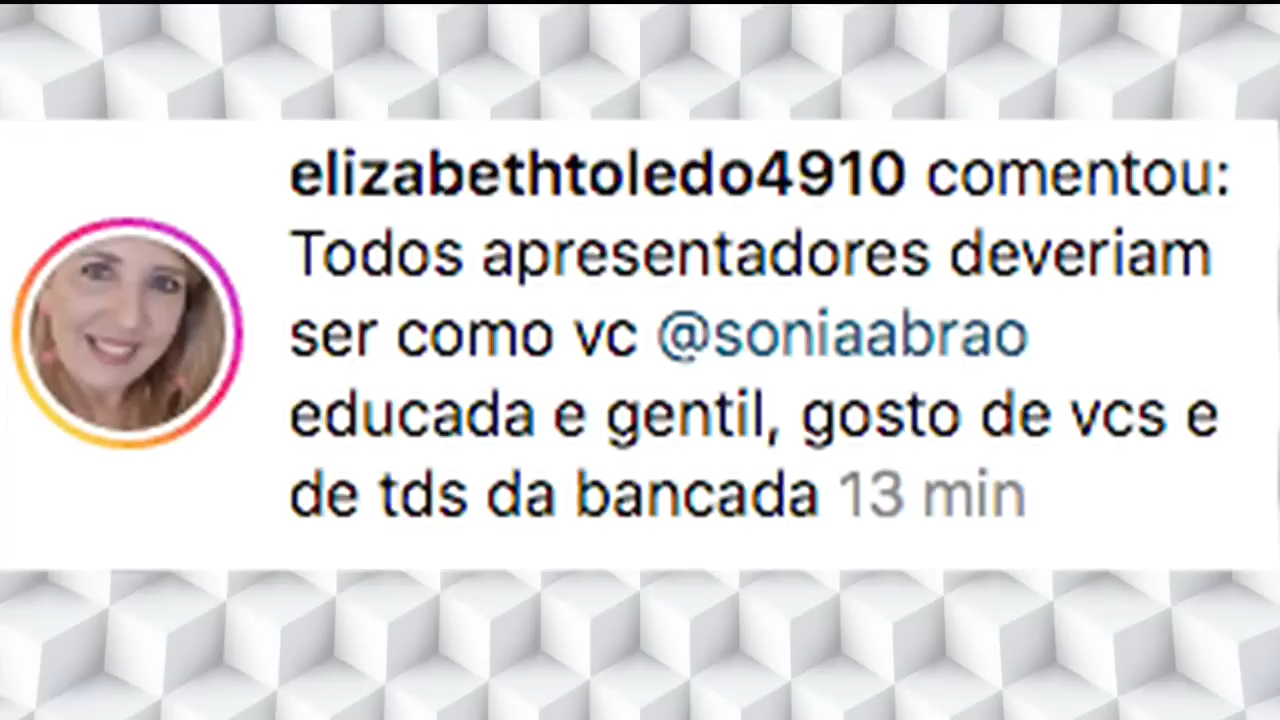 elizabethtoledo4910 comentou:
Todos apresentadores deveriam
ser como vc @soniaabrao
educada e gentil, gosto de vcs e
de tds da bancada 13 min